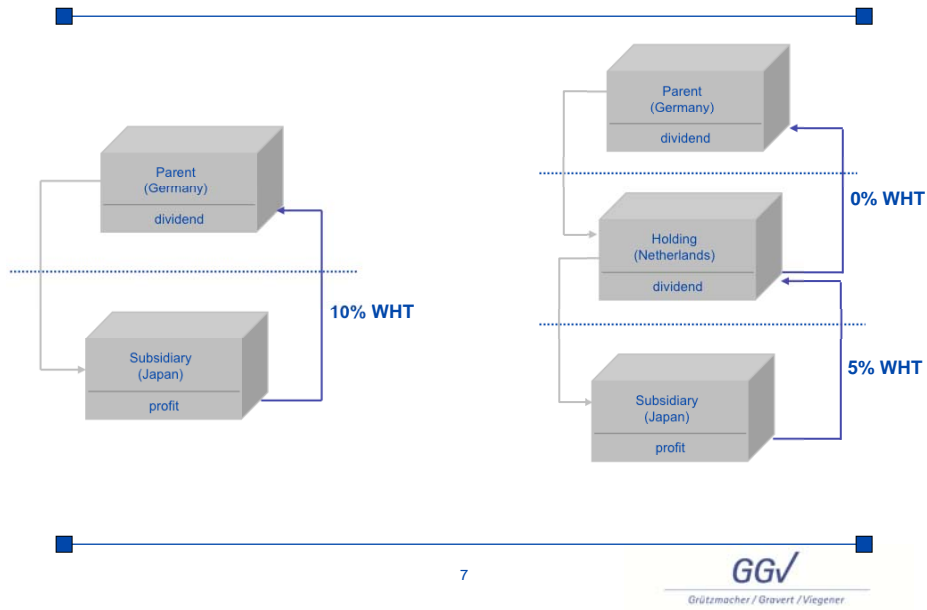 Parent
(Germany)
dividend
10% WHT
Subsidiary
(Japan)
profit
Parent
(Germany)
dividend
0% WHT
Holding
(Netherlands)
dividend
5% WHT
Subsidiary
(Japan)
profit
7
GGV
Grützmacher / Gravert / Viegener